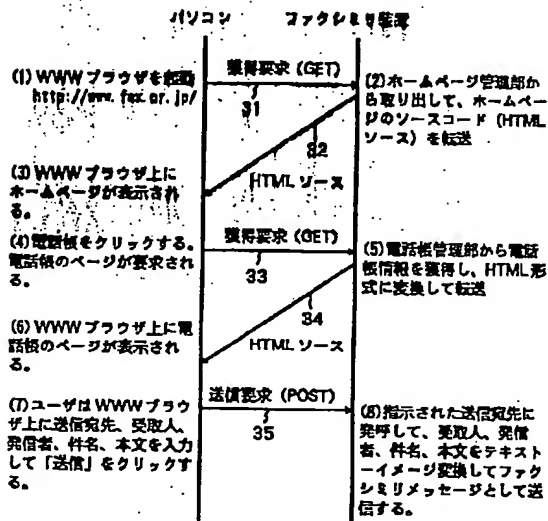 パソコン
ファクシミリ装置
(1) WWW ブラウザを起動
http://www.fax.or.jp/
獲得要求 (GET)
31
(2)ホームページ管理部か
ら取り出して、ホームペー
ジのソースコード (HTML
ソース) を転送
32
HTML ソース
(3) WWW ブラウザ上に
ホームページが表示され
る。
(4)電話帳をクリックする。
電話帳のページが要求され
る。
獲得要求 (GET)
33
(5)電話帳管理部から電話
帳情報を獲得し、HTML形
式に変換して転送
34
HTML ソース
(6) WWW ブラウザ上に電
話帳のページが表示され
る。
(7)ユーザはWWWブラウ
ザ上に送信宛先、受取人、
発信者、件名、本文を入力
して「送信」をクリックす
る。
送信要求 (POST)
35
(8)指示された送信宛先に
発呼して、受取人、発信
者、件名、本文をテキスト
ーイメージ変換してファク
シミリメッセージとして送
信する。